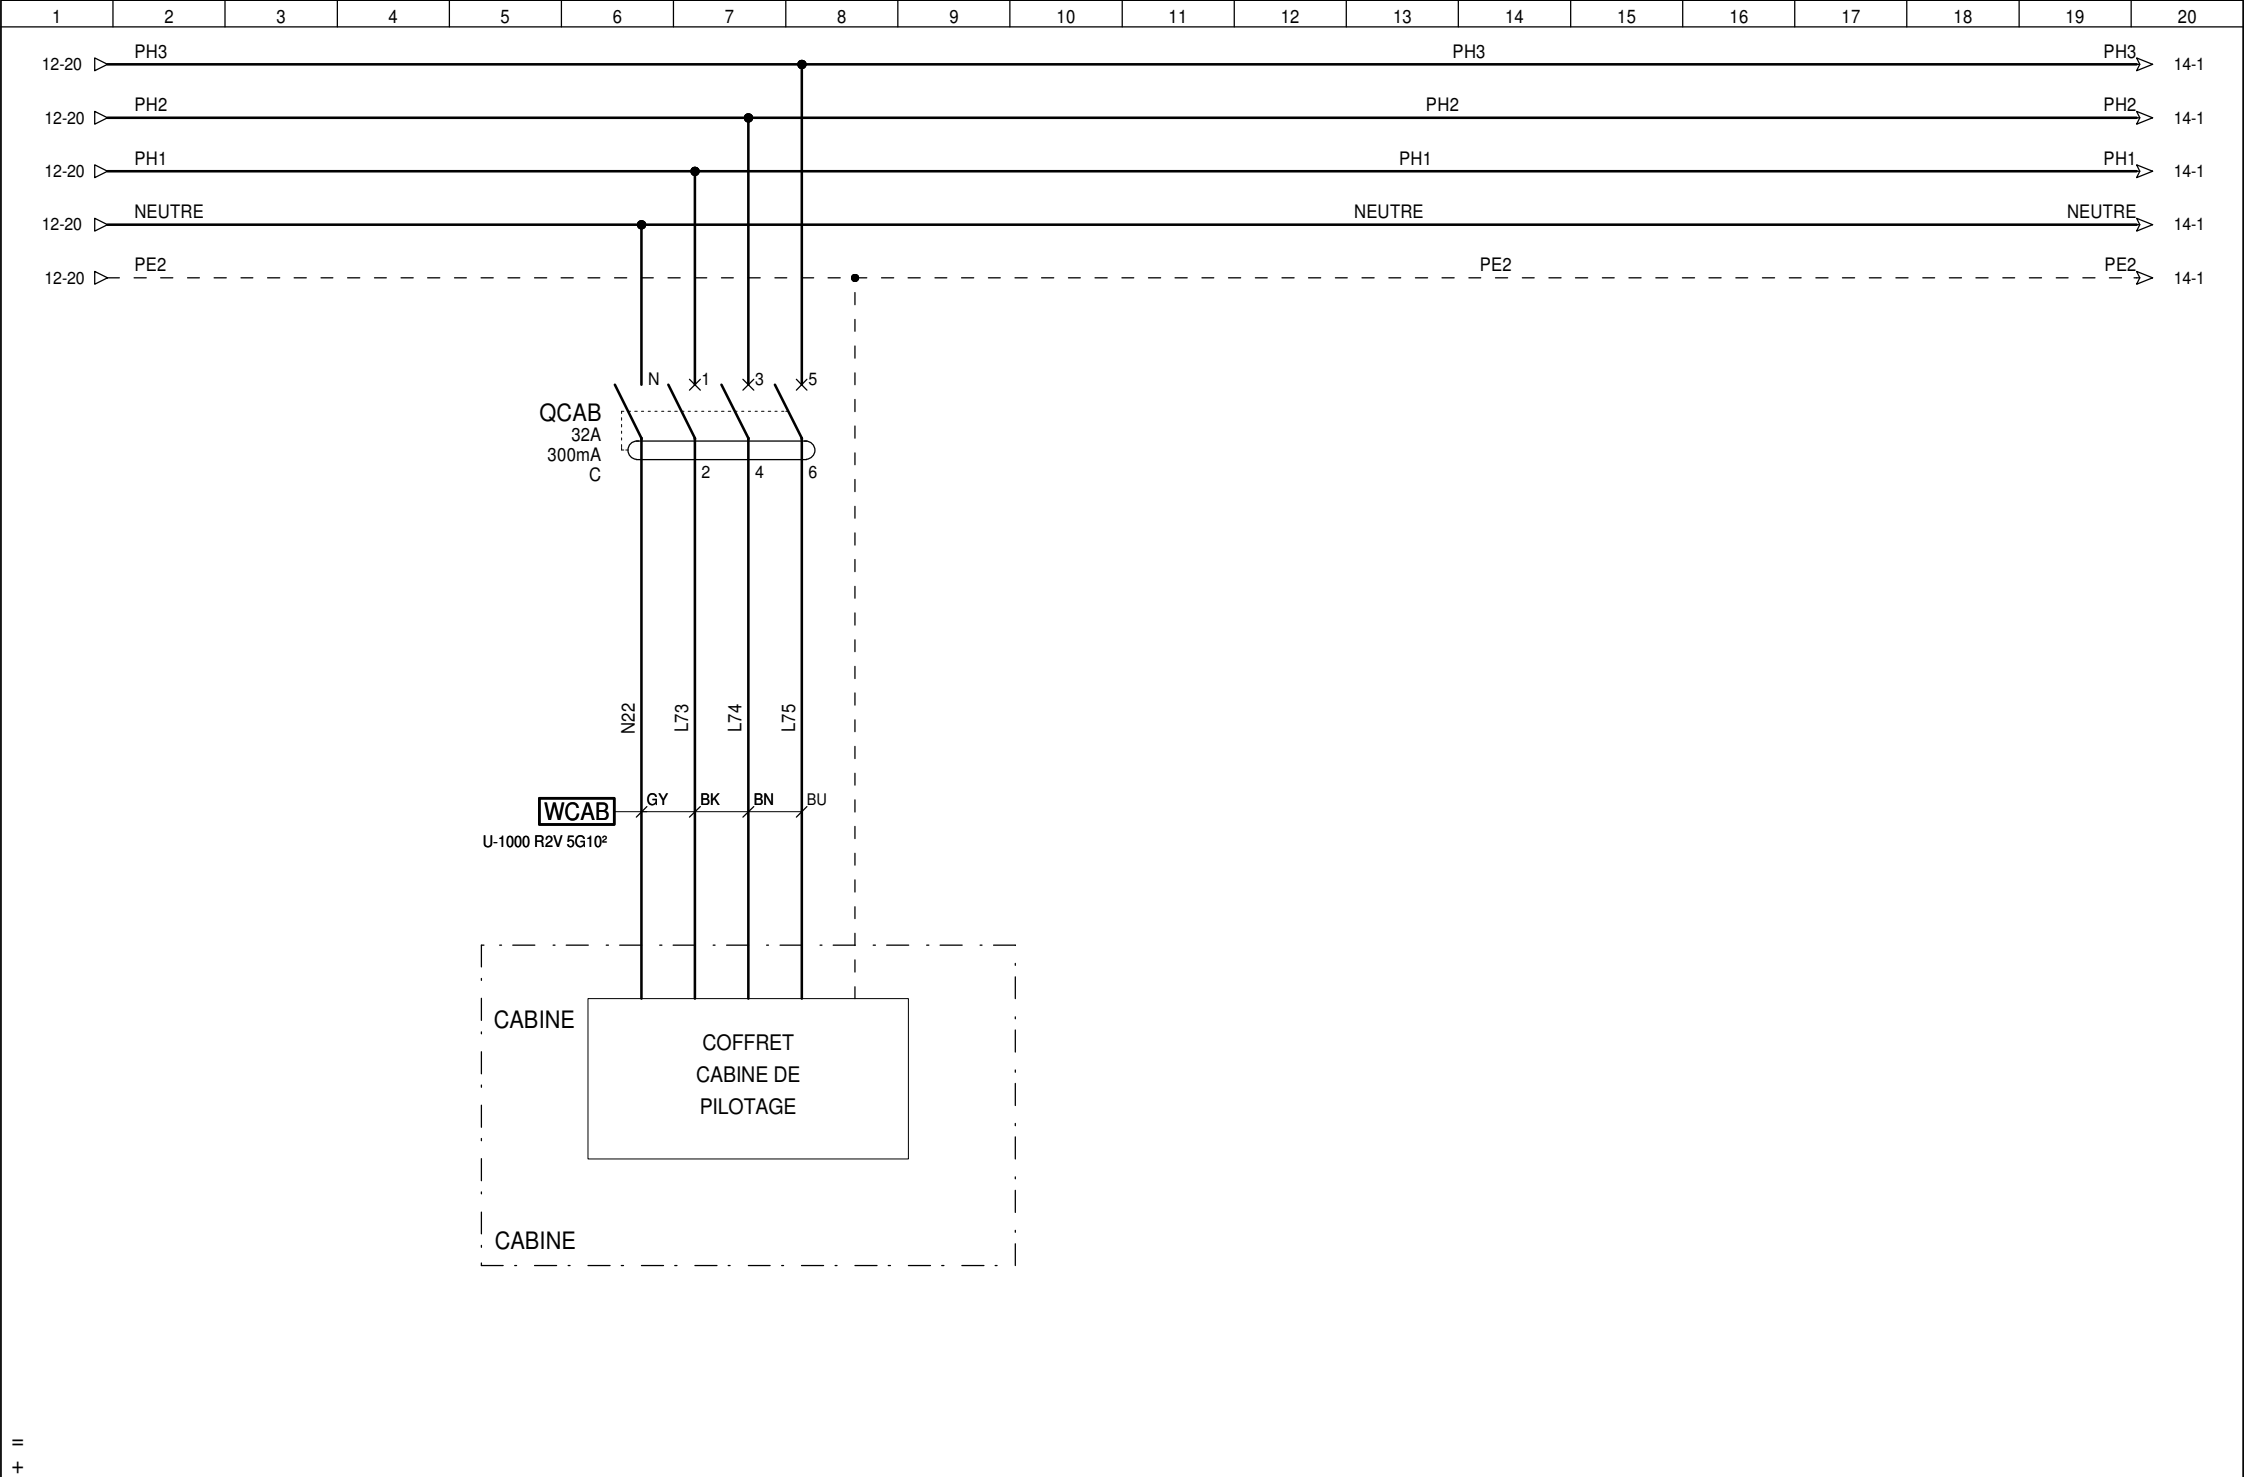 1 2 3 4 5 6 7 8 9 10 11 12 13 14 15 16 17 18 19 20
PH3 PH3 PH3
12-20 14-1
PH2 PH2 PH2
12-20 14-1
PH1 PH1 PH1
12-20 14-1
NEUTRE NEUTRE NEUTRE
12-20 14-1
PE2 PE2 PE2
12-20 14-1
N 1 3 5
QCAB
32A
300mA
C
2 4 6
N22 L73 L74 L75
GY BK BN BU
WCAB
U-1000 R2V 5G10²
CABINE
COFFRET
CABINE DE
PILOTAGE
CABINE
=
+